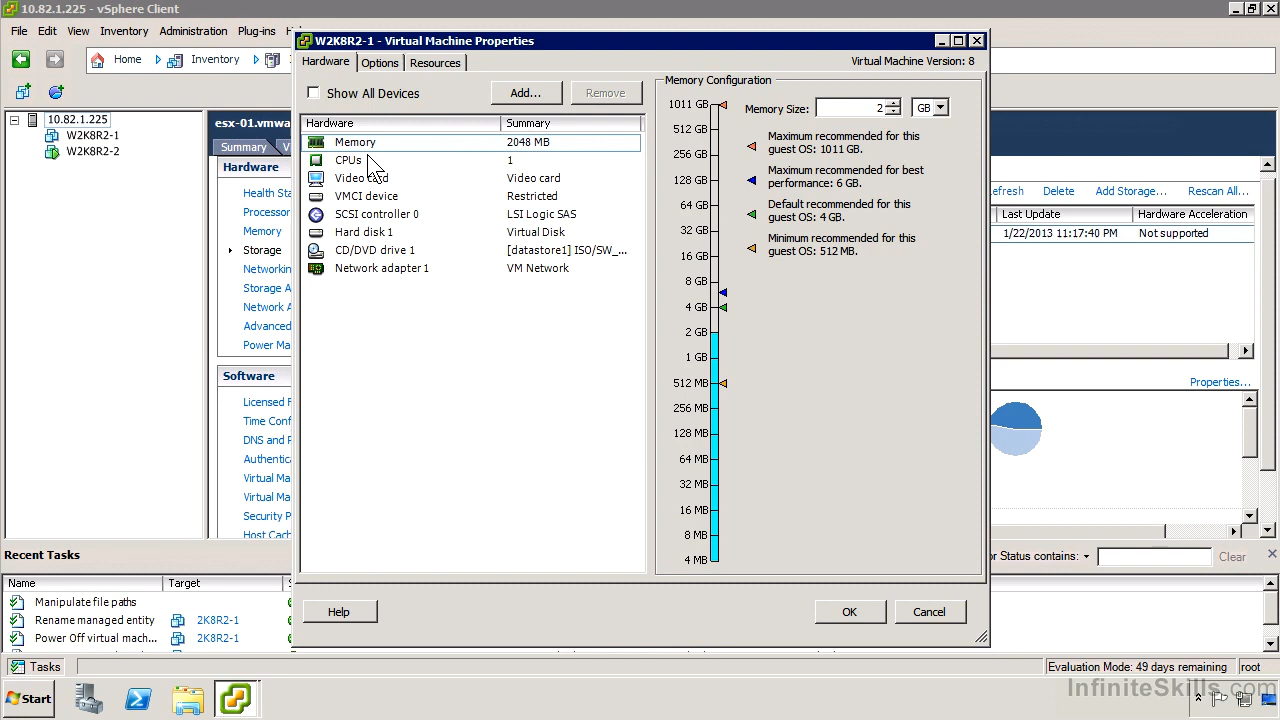 10.82.1.225 - vSphere Client
File Edit View Inventory Administration Plug-ins
Home Inventory
W2K8R2-1 - Virtual Machine Properties
Hardware Options Resources
Virtual Machine Version: 8
Show All Devices Add... Remove
Hardware Summary
Memory 2048 MB
CPUs 1
Video card Video card
VMCI device Restricted
SCSI controller 0 LSI Logic SAS
Hard disk 1 Virtual Disk
CD/DVD drive 1 [datastore1] ISO/SW_...
Network adapter 1 VM Network
Memory Configuration
Memory Size: 2 GB
1011 GB
512 GB
256 GB
128 GB
64 GB
32 GB
16 GB
8 GB
4 GB
2 GB
1 GB
512 MB
256 MB
128 MB
64 MB
32 MB
16 MB
8 MB
4 MB
Maximum recommended for this
guest OS: 1011 GB.
Maximum recommended for best
performance: 6 GB.
Default recommended for this
guest OS: 4 GB.
Minimum recommended for this
guest OS: 512 MB.
Help OK Cancel
10.82.1.225
W2K8R2-1
W2K8R2-2
esx-01.vmwa
Summary V
Hardware
Health Sta
Processor
Memory
Storage
Networkin
Storage A
Network A
Advanced
Power Ma
Software
Licensed F
Time Conf
DNS and R
Authentic
Virtual Ma
Virtual Ma
Security P
Host Cach
efresh Delete Add Storage... Rescan All...
Last Update Hardware Acceleration
1/22/2013 11:17:40 PM Not supported
Properties...
Recent Tasks
or Status contains: Clear
Name Target S
Manipulate file paths
Rename managed entity 2K8R2-1
Power Off virtual mach... 2K8R2-1
Tasks
Evaluation Mode: 49 days remaining root
Start
InfiniteSkills.com